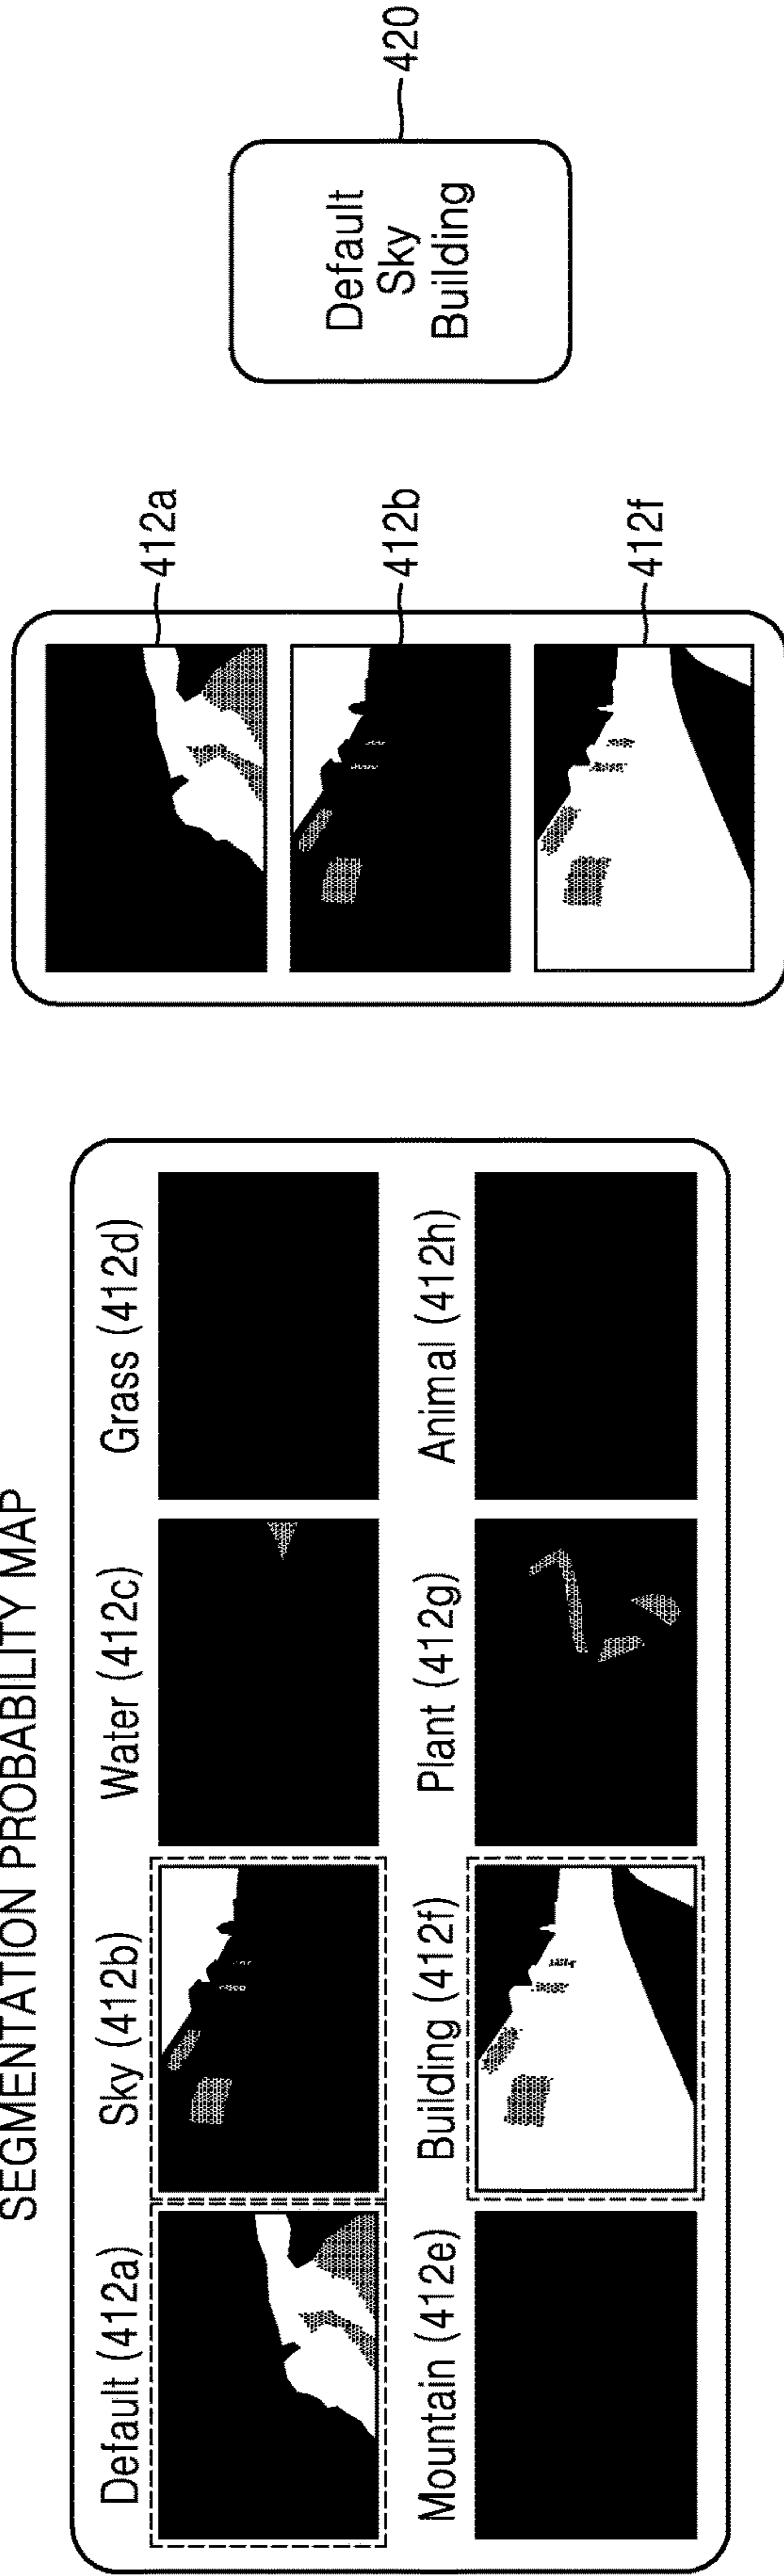 SEGMENTATION PROBABILITY MAP
Default (412a)
Sky (412b)
Water (412c)
Grass (412d)
Mountain (412e)
Building (412f)
Plant (412g)
Animal (412h)
412a
412b
412f
Default
Sky
Building
420